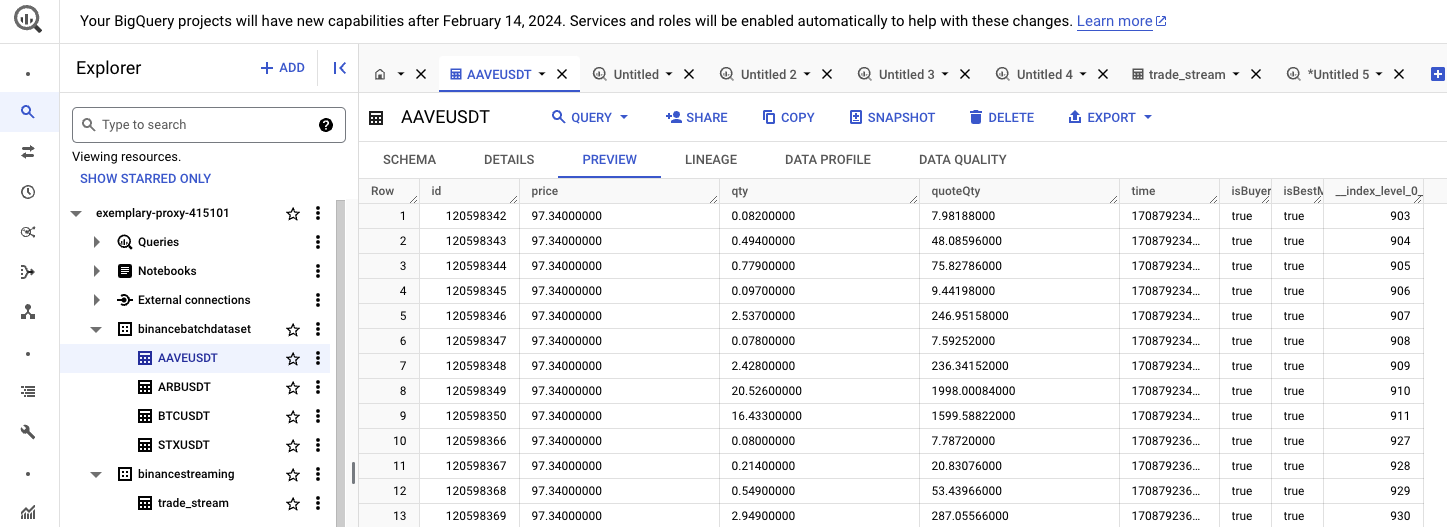 Your BigQuery projects will have new capabilities after February 14, 2024. Services and roles will be enabled automatically to help with these changes. Learn more
Explorer
+ ADD
Type to search
?
Viewing resources.
SHOW STARRED ONLY
exemplary-proxy-415101
Queries
Notebooks
External connections
binancebatchdataset
AAVEUSDT
ARBUSDT
BTCUSDT
STXUSDT
binancestreaming
trade_stream
AAVEUSDT Untitled Untitled 2 Untitled 3 Untitled 4 trade_stream *Untitled 5
AAVEUSDT QUERY SHARE COPY SNAPSHOT DELETE EXPORT
SCHEMA DETAILS PREVIEW LINEAGE DATA PROFILE DATA QUALITY
Row id price qty quoteQty time isBuyer isBestM __index_level_0_
1 120598342 97.34000000 0.08200000 7.98188000 170879234... true true 903
2 120598343 97.34000000 0.49400000 48.08596000 170879234... true true 904
3 120598344 97.34000000 0.77900000 75.82786000 170879234... true true 905
4 120598345 97.34000000 0.09700000 9.44198000 170879234... true true 906
5 120598346 97.34000000 2.53700000 246.95158000 170879234... true true 907
6 120598347 97.34000000 0.07800000 7.59252000 170879234... true true 908
7 120598348 97.34000000 2.42800000 236.34152000 170879234... true true 909
8 120598349 97.34000000 20.52600000 1998.00084000 170879234... true true 910
9 120598350 97.34000000 16.43300000 1599.58822000 170879234... true true 911
10 120598366 97.34000000 0.08000000 7.78720000 170879236... true true 927
11 120598367 97.34000000 0.21400000 20.83076000 170879236... true true 928
12 120598368 97.34000000 0.54900000 53.43966000 170879236... true true 929
13 120598369 97.34000000 2.94900000 287.05566000 170879236... true true 930